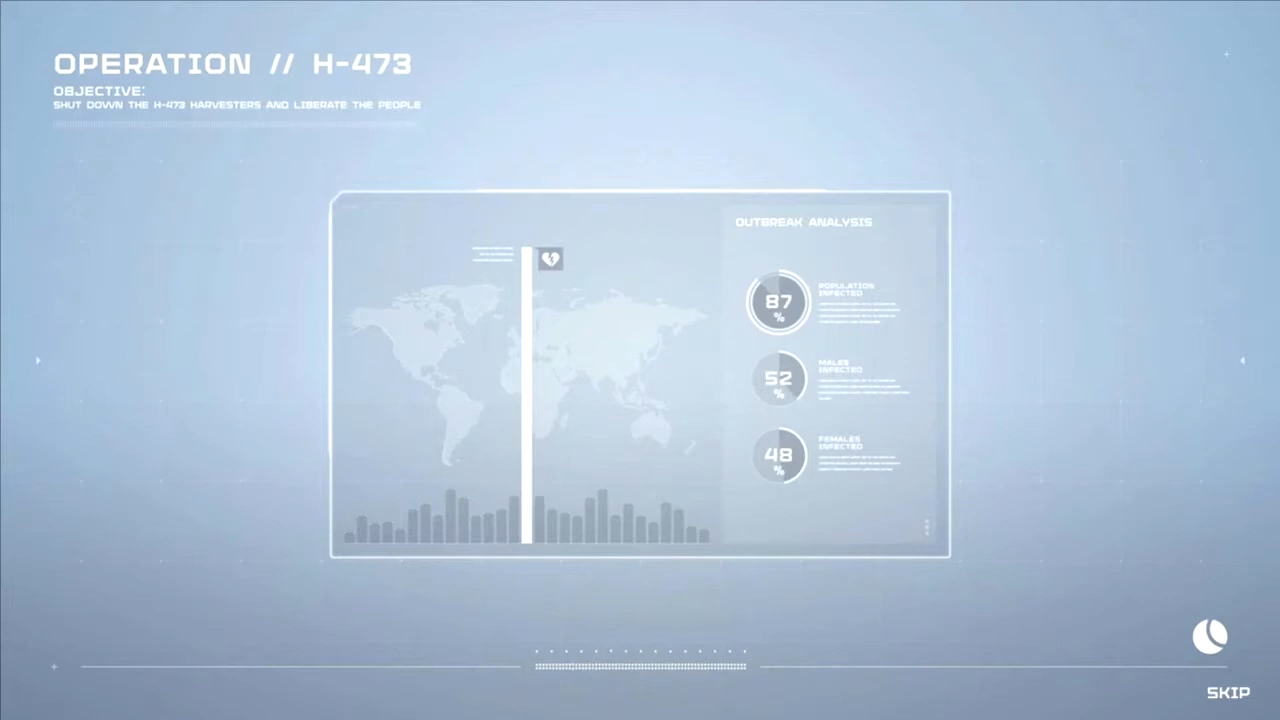 OPERATION // H-473
OBJECTIVE:
SHUT DOWN THE H-473 HARVESTERS AND LIBERATE THE PEOPLE
OUTBREAK ANALYSIS
87
%
POPULATION
INFECTED
52
%
MALES
INFECTED
48
%
FEMALES
INFECTED
SKIP